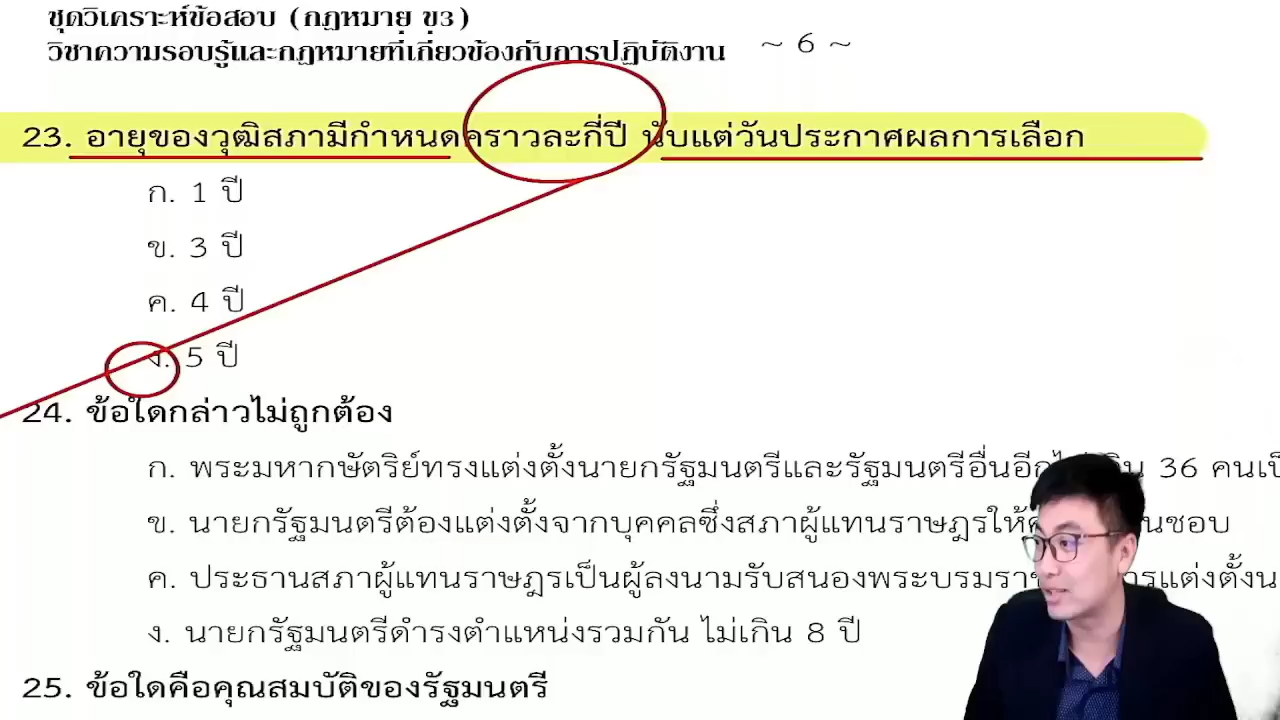 ชุดวิเคราะห์ข้อสอบ (กฎหมาย ข3)
วิชาความรอบรู้และกฎหมายที่เกี่ยวข้องกับการปฏิบัติงาน ~ 6 ~
23. อายุของวุฒิสภามีกำหนดคราวละกี่ปี นับแต่วันประกาศผลการเลือก
ก. 1 ปี
ข. 3 ปี
ค. 4 ปี
ง. 5 ปี
24. ข้อใดกล่าวไม่ถูกต้อง
ก. พระมหากษัตริย์ทรงแต่งตั้งนายกรัฐมนตรีและรัฐมนตรีอื่นอีก 36 คน
ข. นายกรัฐมนตรีต้องแต่งตั้งจากบุคคลซึ่งสภาผู้แทนราษฎรให้
ค. ประธานสภาผู้แทนราษฎรเป็นผู้ลงนามรับสนองพระบรม
ง. นายกรัฐมนตรีดำรงตำแหน่งรวมกัน ไม่เกิน 8 ปี
25. ข้อใดคือคุณสมบัติของรัฐมนตรี